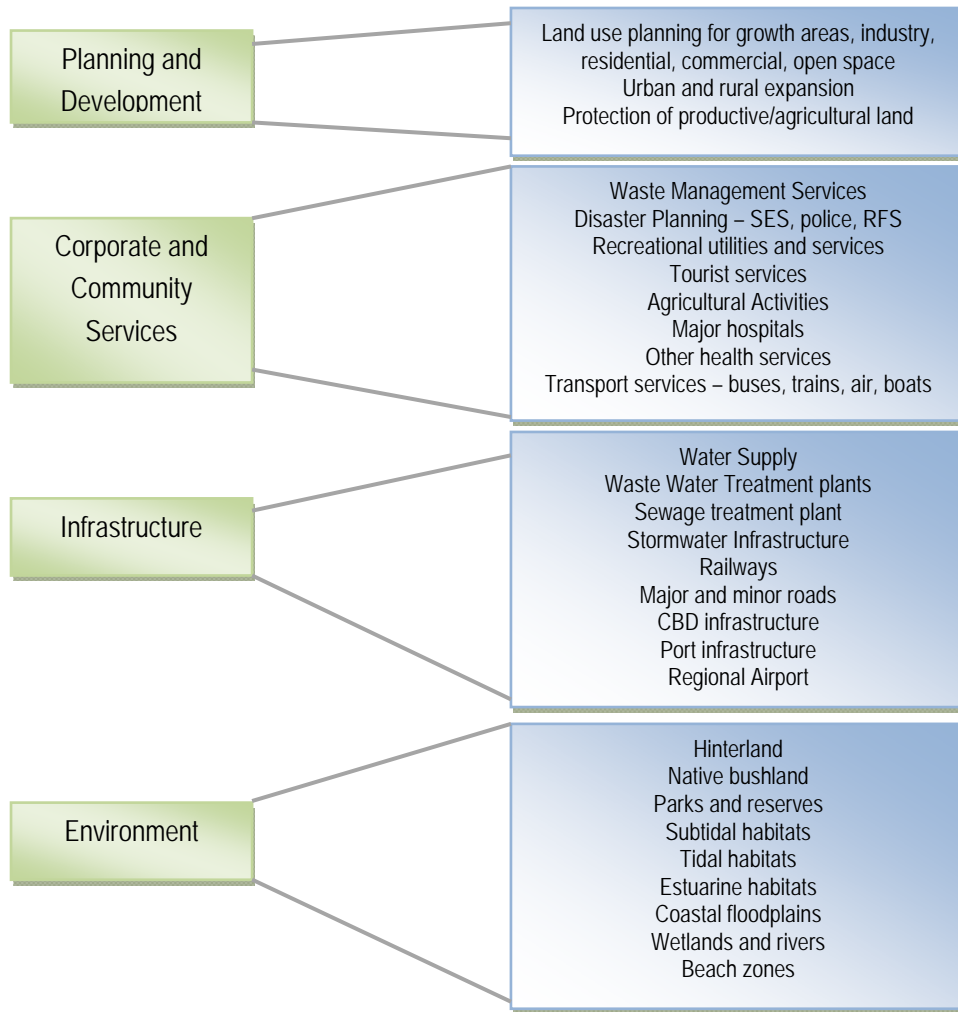 Planning and
Development
Land use planning for growth areas, industry,
residential, commercial, open space
Urban and rural expansion
Protection of productive/agricultural land
Corporate and
Community
Services
Waste Management Services
Disaster Planning – SES, police, RFS
Recreational utilities and services
Tourist services
Agricultural Activities
Major hospitals
Other health services
Transport services – buses, trains, air, boats
Infrastructure
Water Supply
Waste Water Treatment plants
Sewage treatment plant
Stormwater Infrastructure
Railways
Major and minor roads
CBD infrastructure
Port infrastructure
Regional Airport
Environment
Hinterland
Native bushland
Parks and reserves
Subtidal habitats
Tidal habitats
Estuarine habitats
Coastal floodplains
Wetlands and rivers
Beach zones